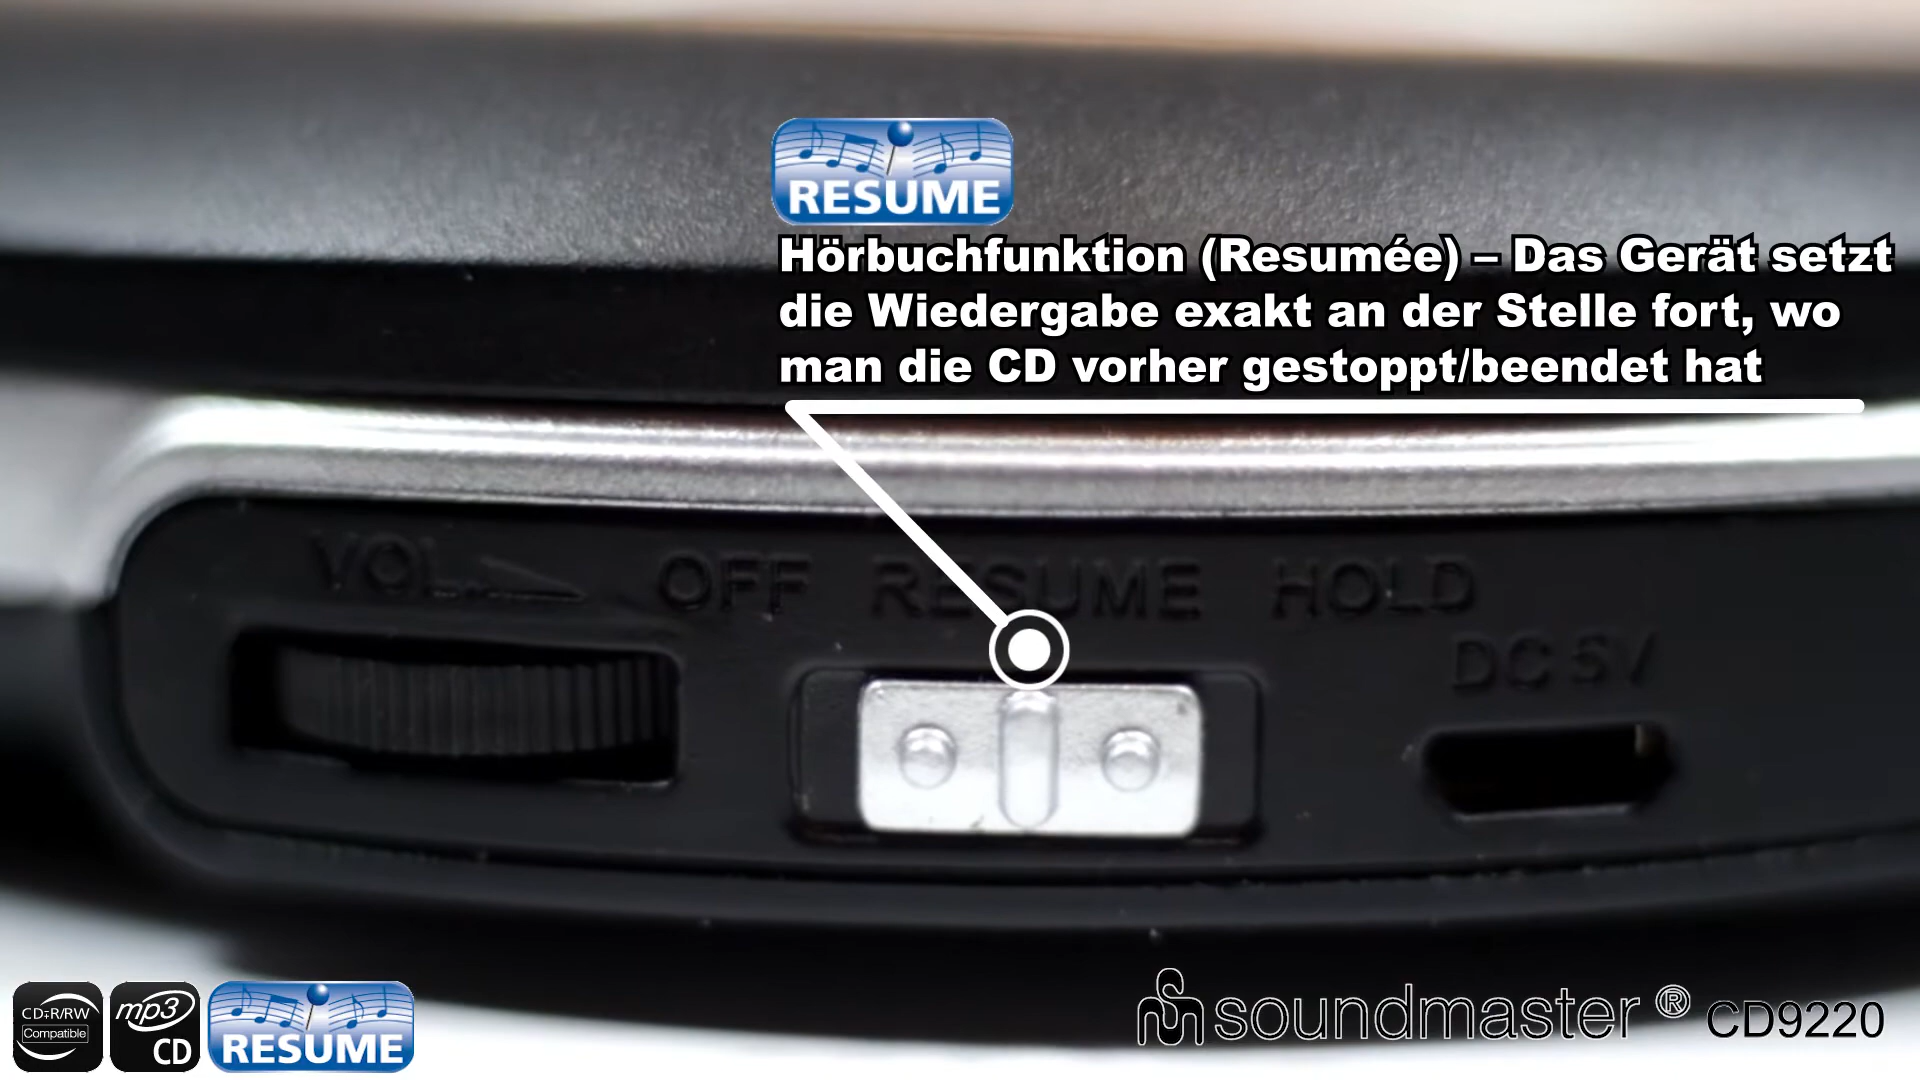 RESUME
Hörbuchfunktion (Resumée) – Das Gerät setzt
die Wiedergabe exakt an der Stelle fort, wo
man die CD vorher gestoppt/beendet hat
VOL OFF RESUME HOLD
DC 5V
CD-R/RW
Compatible
mp3
CD
RESUME
soundmaster® CD9220